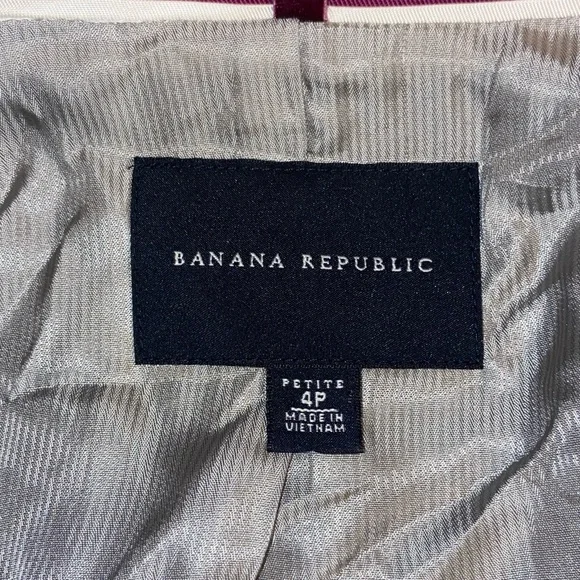 BANANA REPUBLIC
PETITE
4P
MADE IN
VIETNAM